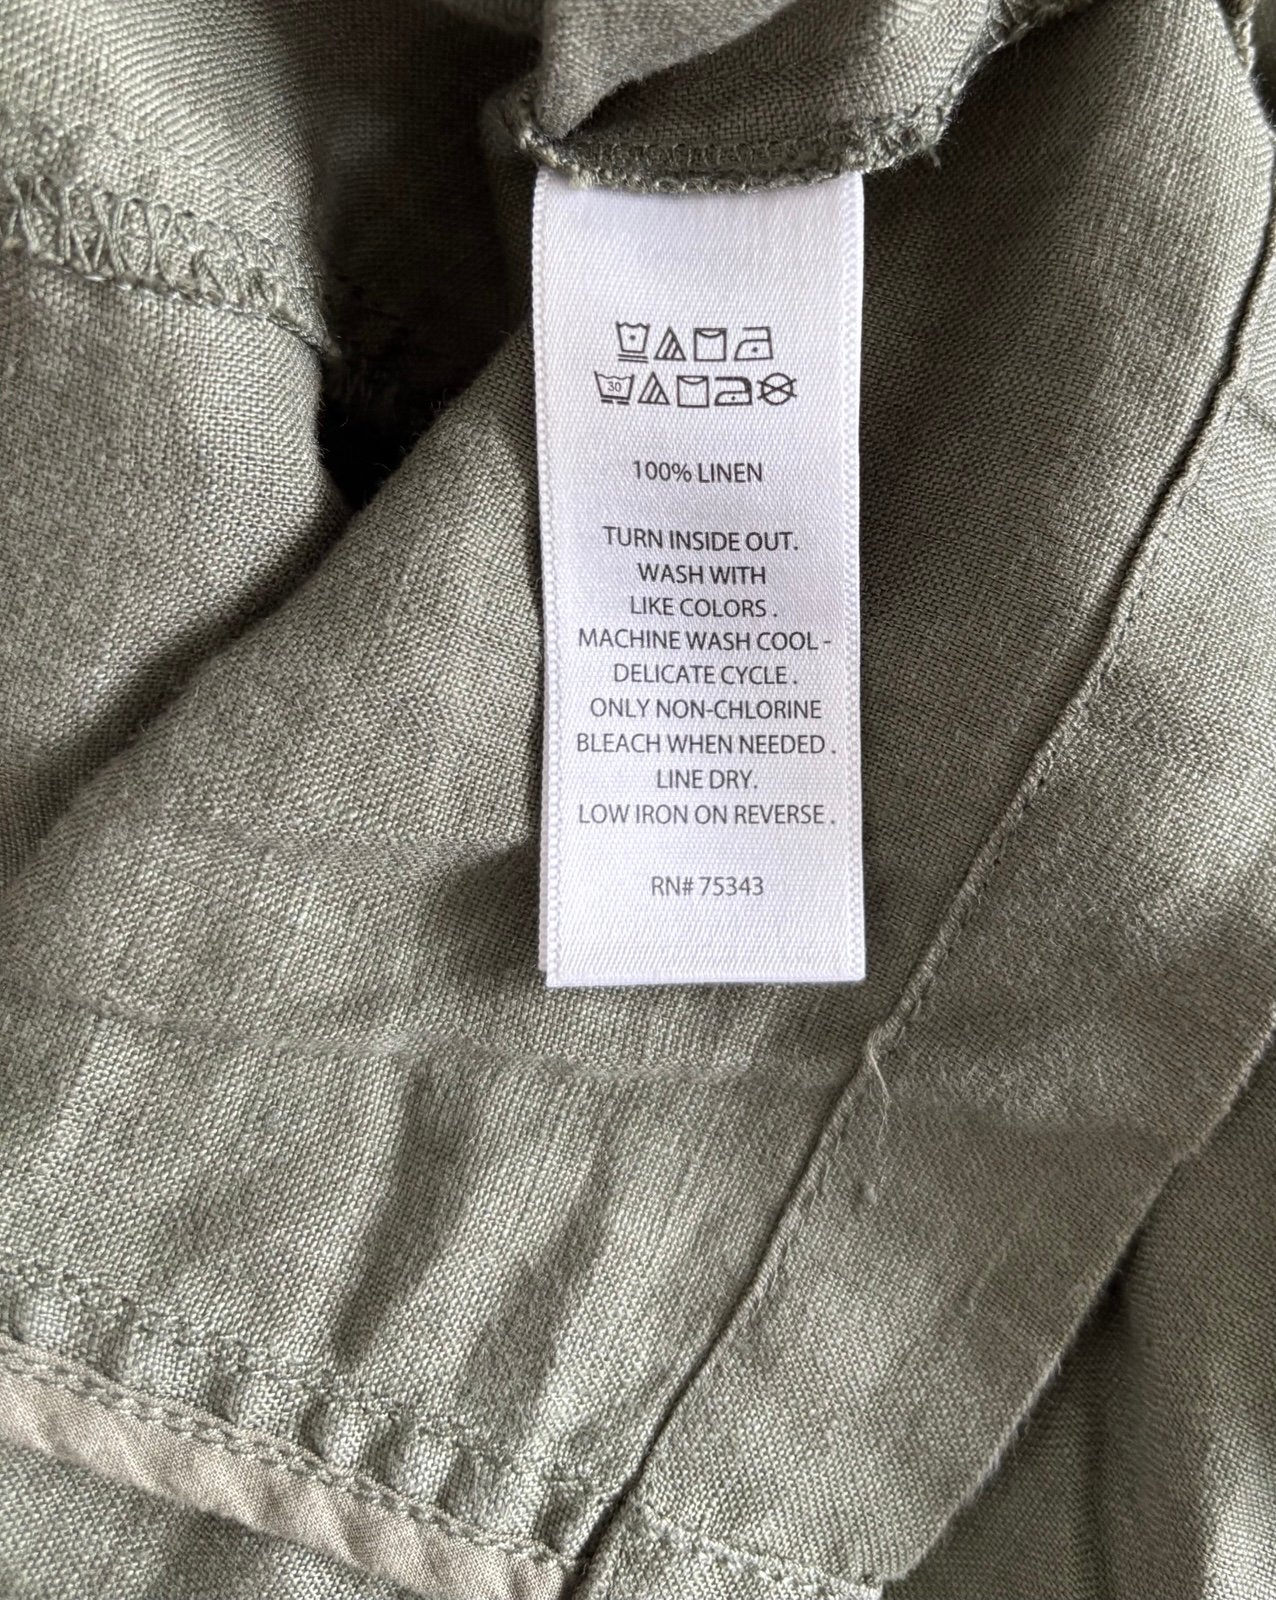 30
100% LINEN
TURN INSIDE OUT.
WASH WITH
LIKE COLORS .
MACHINE WASH COOL -
DELICATE CYCLE .
ONLY NON-CHLORINE
BLEACH WHEN NEEDED .
LINE DRY.
LOW IRON ON REVERSE .
RN# 75343